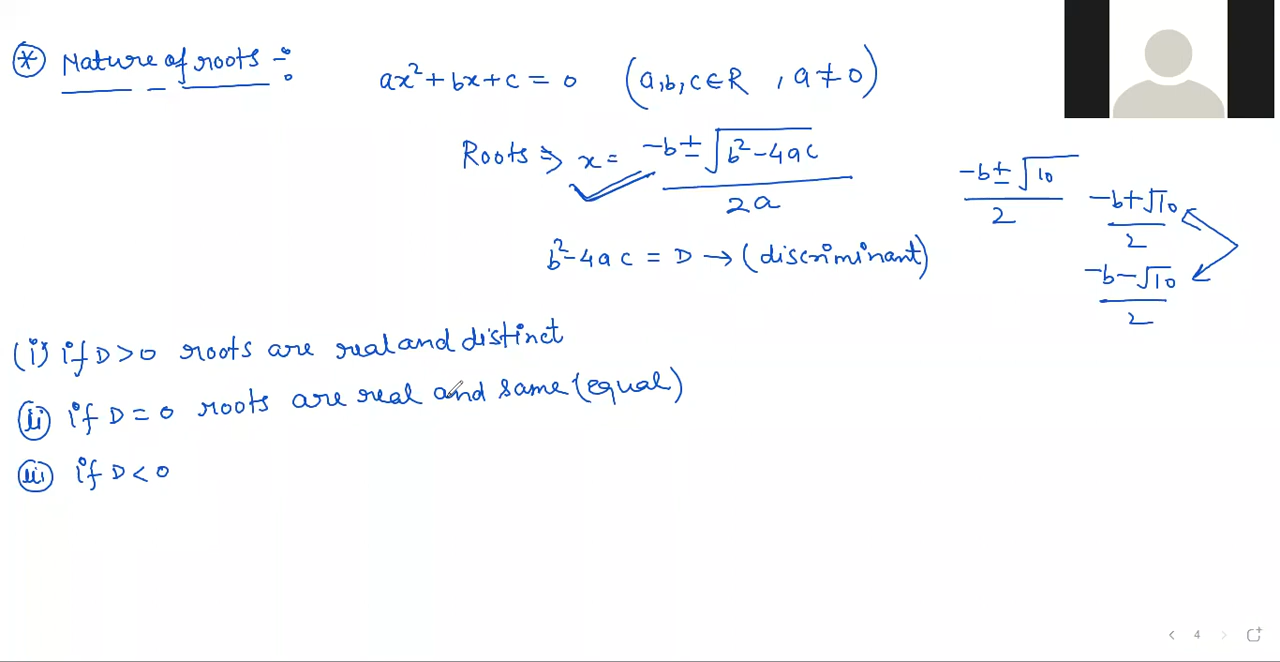 * Nature of roots :-
ax² + bx + c = 0 (a, b, c ∈ R , a ≠ 0)
Roots ⇒ x = (-b ± √(b² - 4ac)) / 2a
(-b ± √10) / 2
(-b + √10) / 2
(-b - √10) / 2
b² - 4ac = D → (discriminant)
(i) if D > 0 roots are real and distinct
(ii) if D = 0 roots are real and same (equal)
(iii) if D < 0
< 4 >